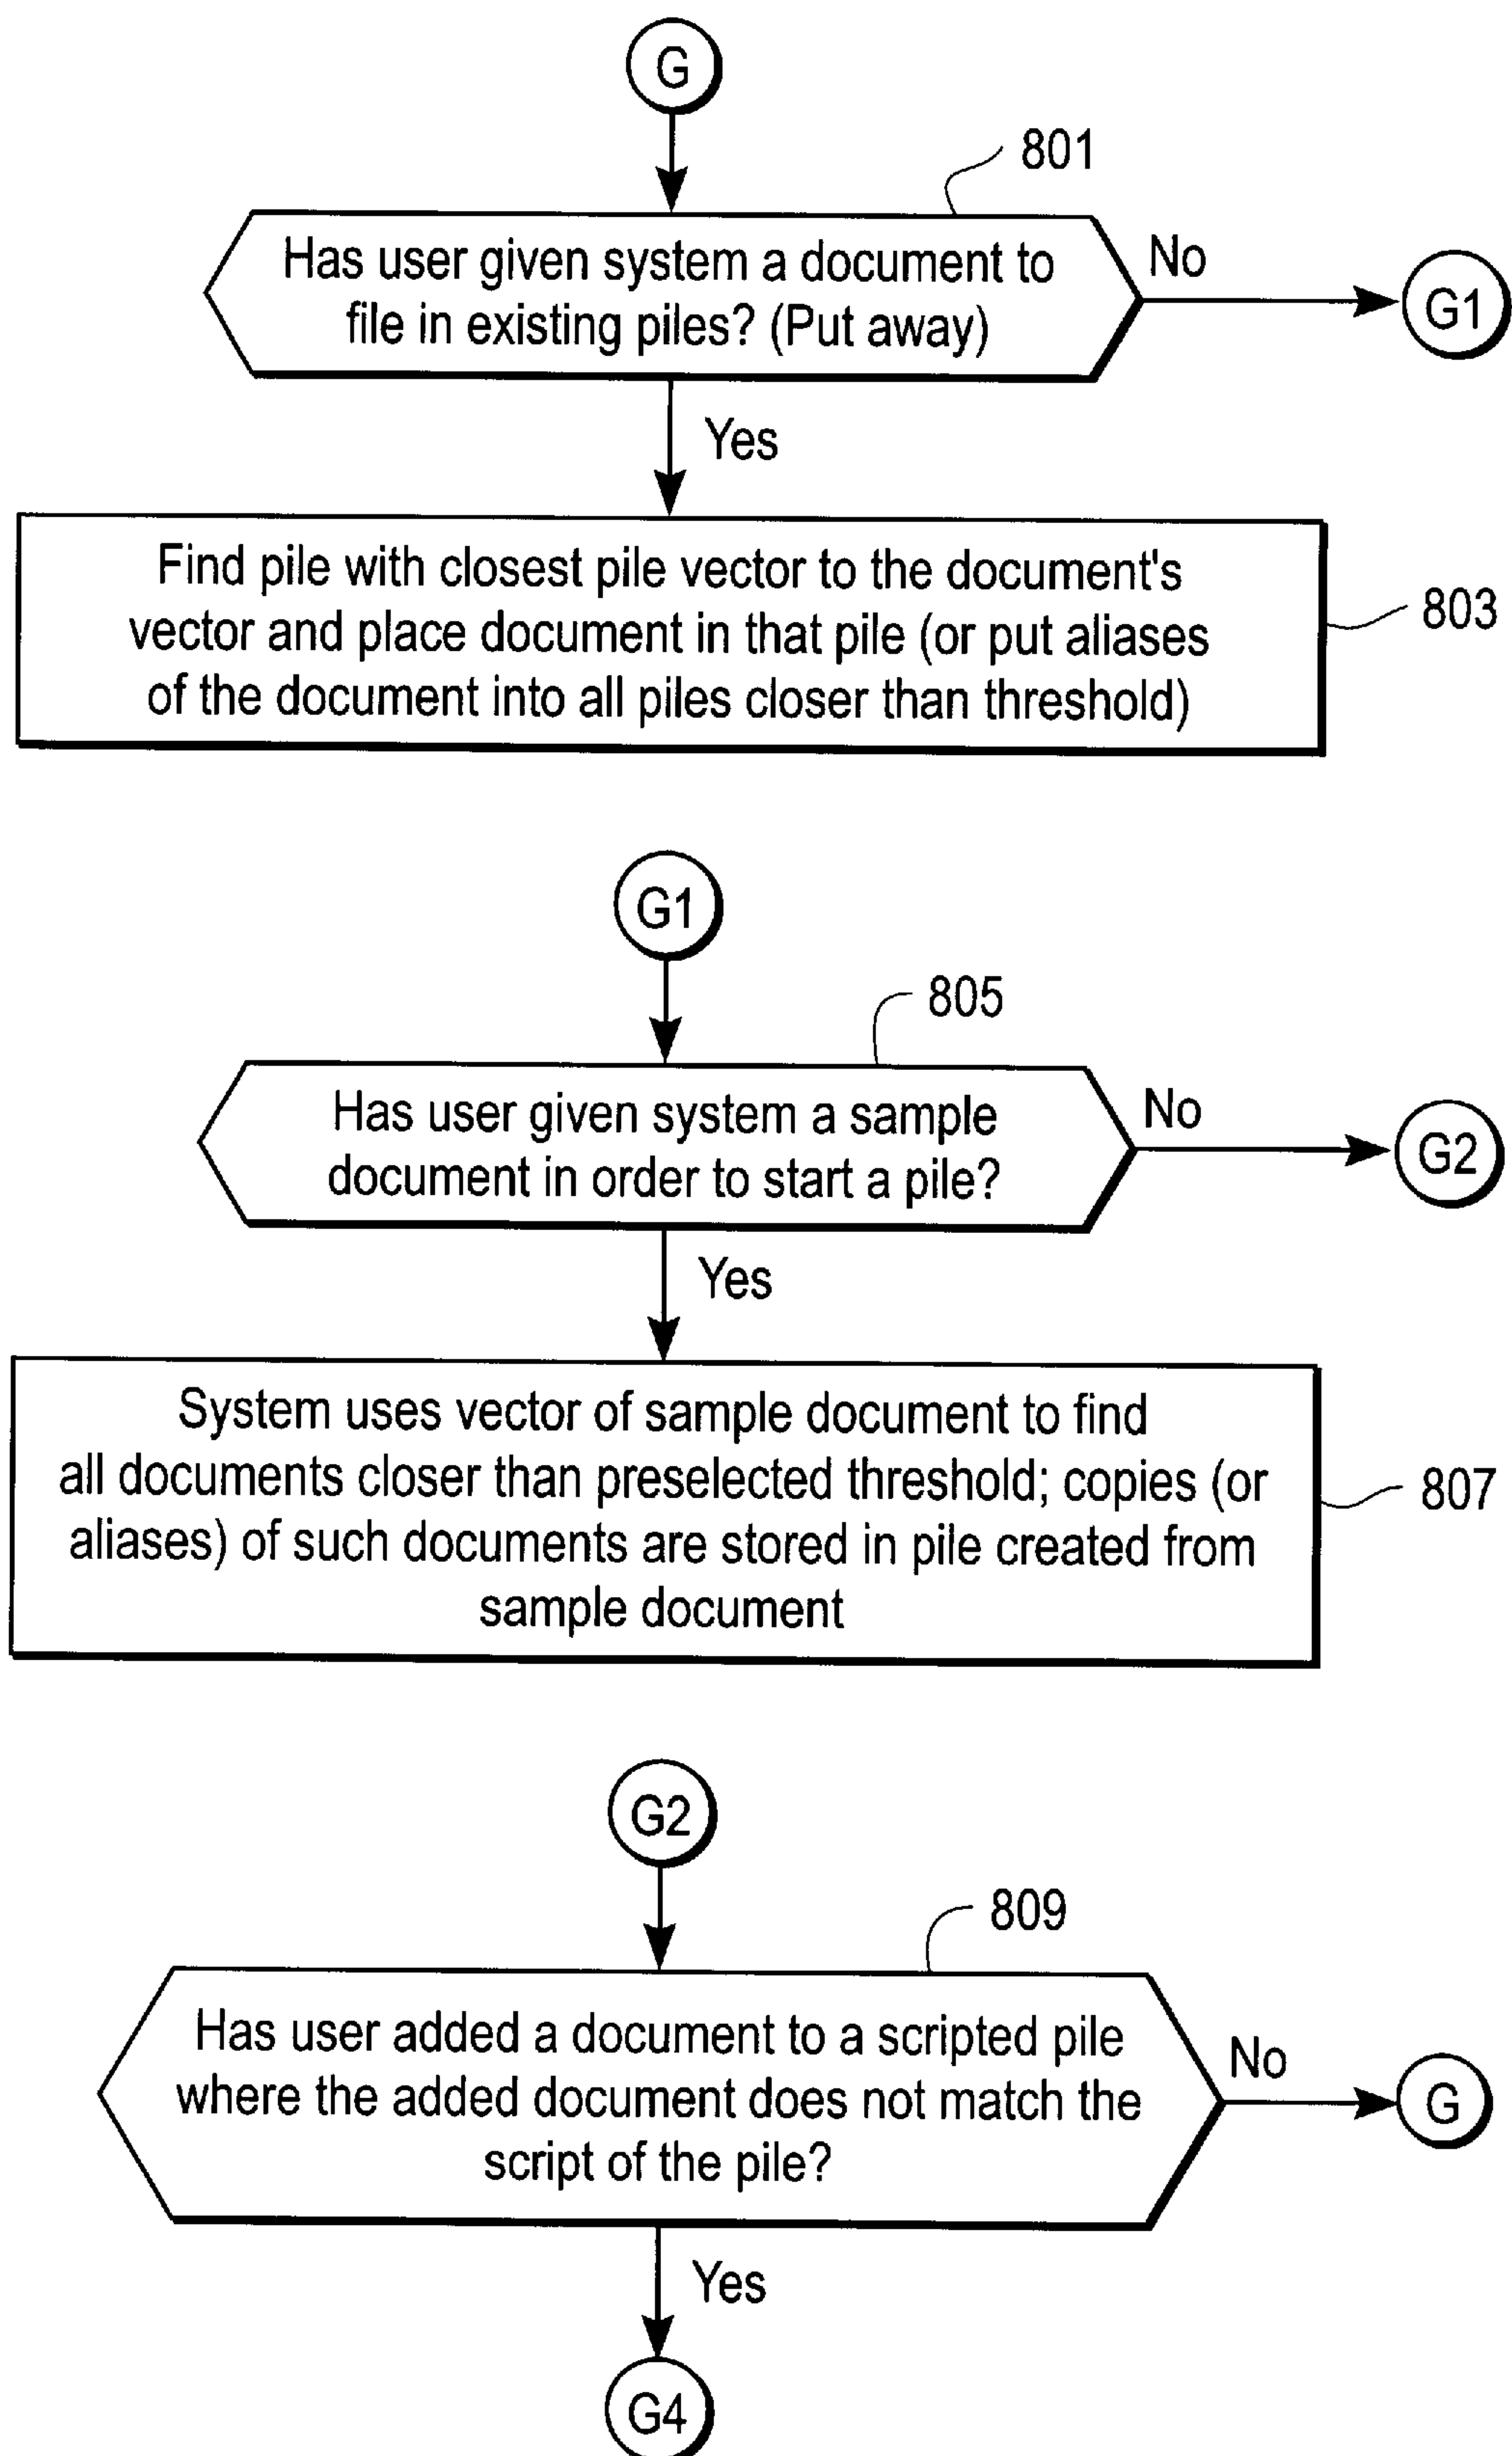 G
801
Has user given system a document to
file in existing piles? (Put away)
No
G1
Yes
Find pile with closest pile vector to the document's
vector and place document in that pile (or put aliases
of the document into all piles closer than threshold)
803
G1
805
Has user given system a sample
document in order to start a pile?
No
G2
Yes
System uses vector of sample document to find
all documents closer than preselected threshold; copies (or
aliases) of such documents are stored in pile created from
sample document
807
G2
809
Has user added a document to a scripted pile
where the added document does not match the
script of the pile?
No
G
Yes
G4